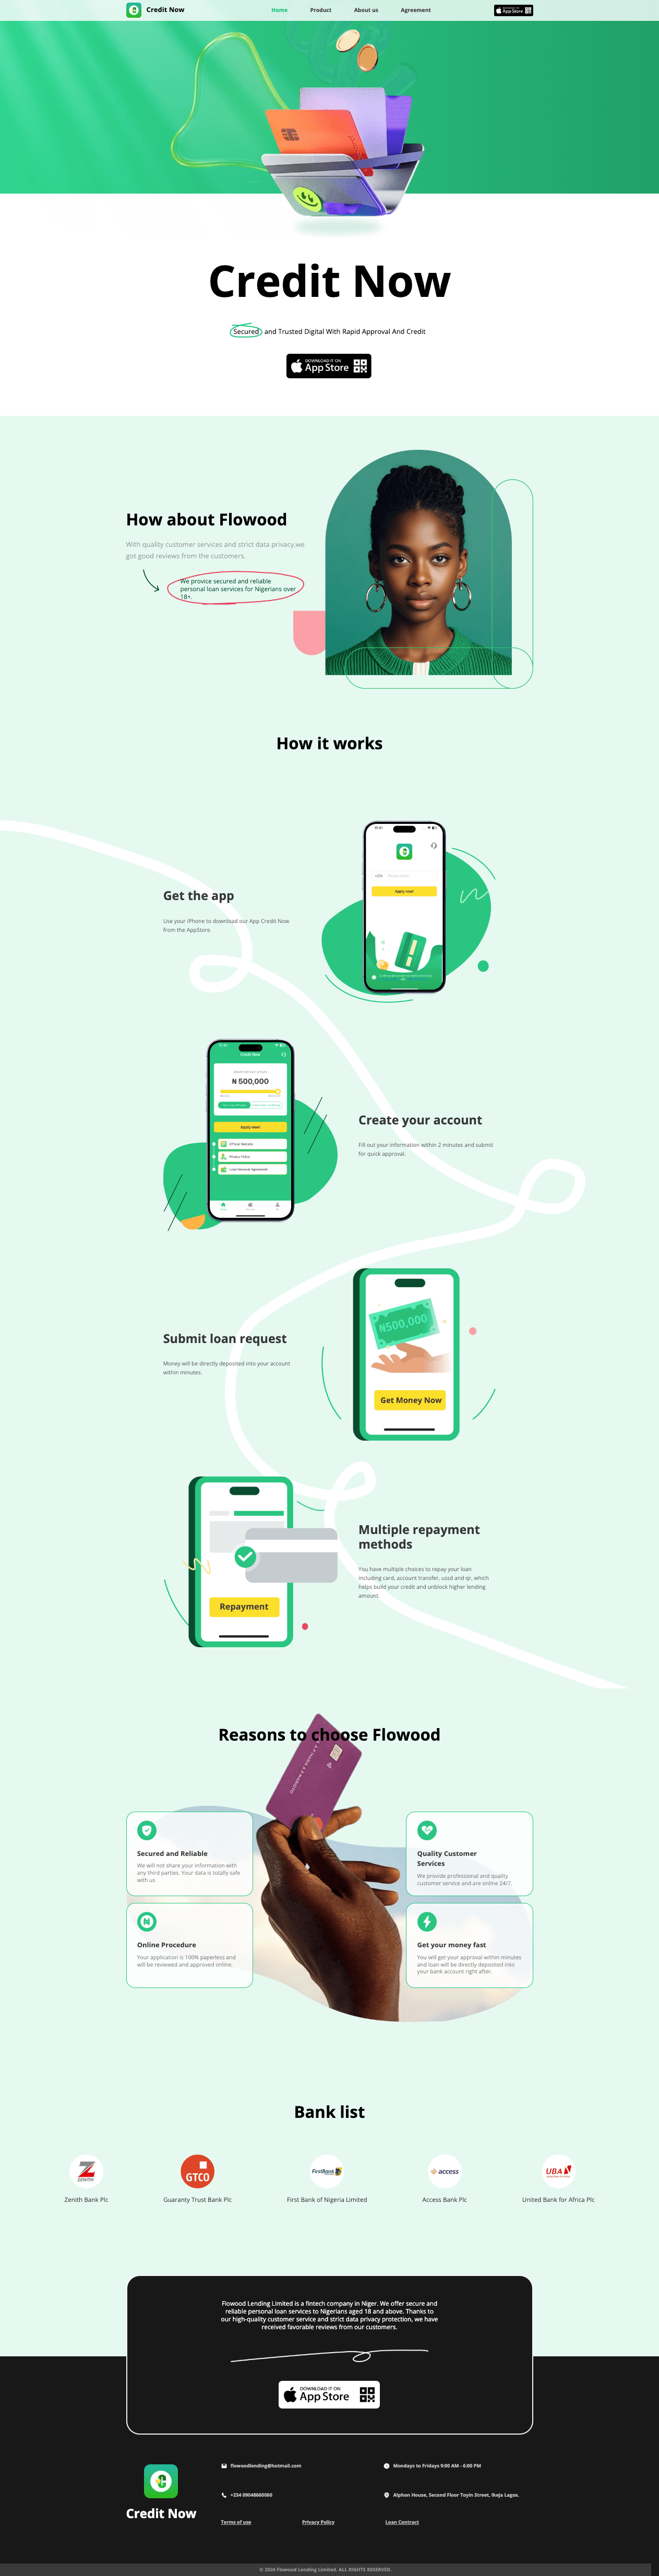 Credit Now
Home
Product
About us
Agreement
App Store
Credit Now
Secured and Trusted Digital With Rapid Approval And Credit
DOWNLOAD IT ON
App Store
How about Flowood
With quality customer services and strict data privacy,we
got good reviews from the customers.
We provice secured and reliable
personal loan services for Nigerians over
18+.
How it works
Get the app
Use your iPhone to download our App Credit Now
from the AppStore.
Apply now!
Credit Now
₦ 500,000
Apply now!
Official Website
Privacy Policy
Loan Renewal Agreement
Create your account
Fill out your information within 2 minutes and submit
for quick approval.
Submit loan request
Money will be directly deposited into your account
within minutes.
₦500,000
Get Money Now
Multiple repayment
methods
You have multiple choices to repay your loan
including card, account transfer, ussd and qr, which
helps build your credit and unblock higher lending
amount.
Repayment
Reasons to choose Flowood
Secured and Reliable
We will not share your information with
any third parties. Your data is totally safe
with us
Quality Customer
Services
We provide professional and quality
customer service and are online 24/7.
Online Procedure
Your application is 100% paperless and
will be reviewed and approved online.
Get your money fast
You will get your approval within minutes
and loan will be directly deposited into
your bank account right after.
Bank list
ZENITH
GTCO
FirstBank
access
UBA
Zenith Bank Plc
Guaranty Trust Bank Plc
First Bank of Nigeria Limited
Access Bank Plc
United Bank for Africa Plc
Flowood Lending Limited is a fintech company in Niger. We offer secure and
reliable personal loan services to Nigerians aged 18 and above. Thanks to
our high-quality customer service and strict data privacy protection, we have
received favorable reviews from our customers.
DOWNLOAD IT ON
App Store
Credit Now
flowoodlending@hotmail.com
Mondays to Fridays 9:00 AM - 6:00 PM
+234 09048660060
Alphon House, Second Floor Toyin Street, Ikeja Lagos.
Terms of use
Privacy Policy
Loan Contract
© 2024 Flowood Lending Limited. ALL RIGHTS RESERVED.